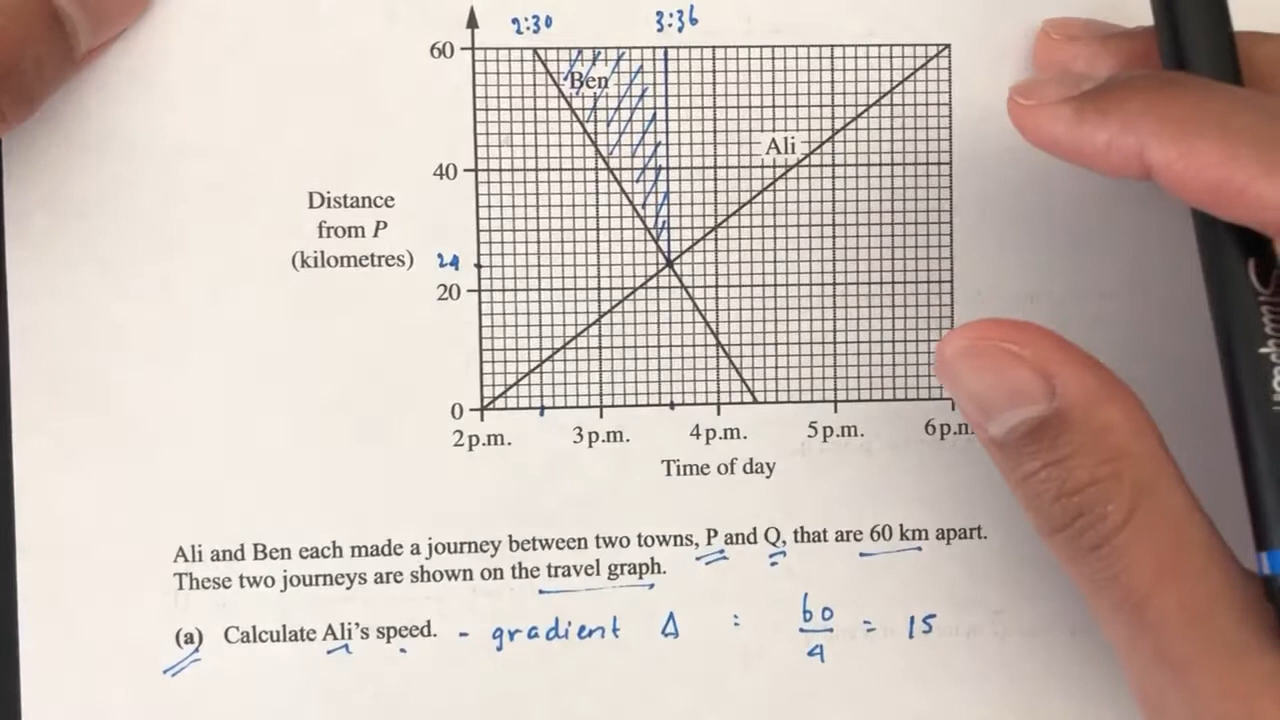 2:30 3:36
60
Ben
Ali
40
Distance
from P
(kilometres) 24
20
0
2 p.m. 3 p.m. 4 p.m. 5 p.m. 6 p.n
Time of day
Ali and Ben each made a journey between two towns, P and Q, that are 60 km apart.
These two journeys are shown on the travel graph.
(a) Calculate Ali's speed. - gradient Δ : 60/4 = 15